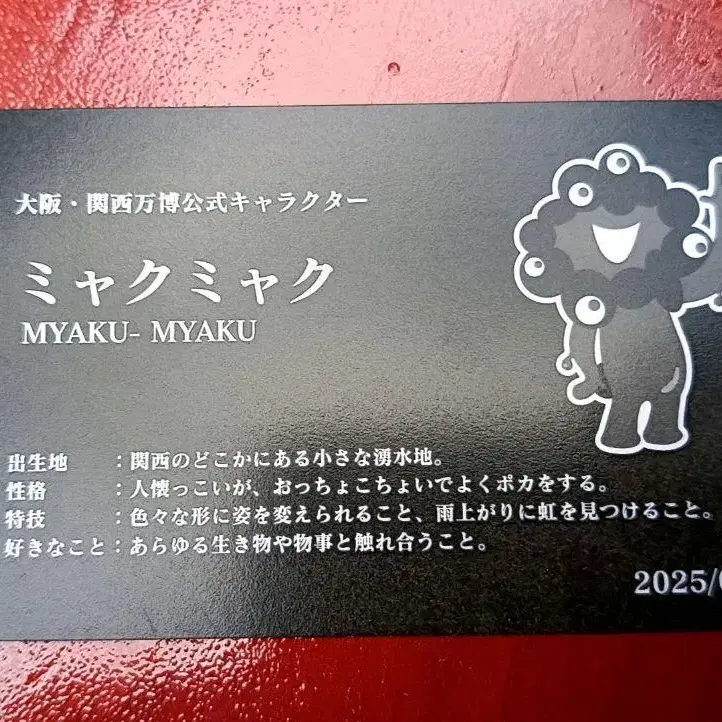 大阪・関西万博公式キャラクター
ミャクミャク
MYAKU- MYAKU
出生地　：関西のどこかにある小さな湧水地。
性格　：人懐っこいが、おっちょこちょいでよくポカをする。
特技　：色々な形に姿を変えられること、雨上がりに虹を見つけること。
好きなこと：あらゆる生き物や物事と触れ合うこと。
2025/